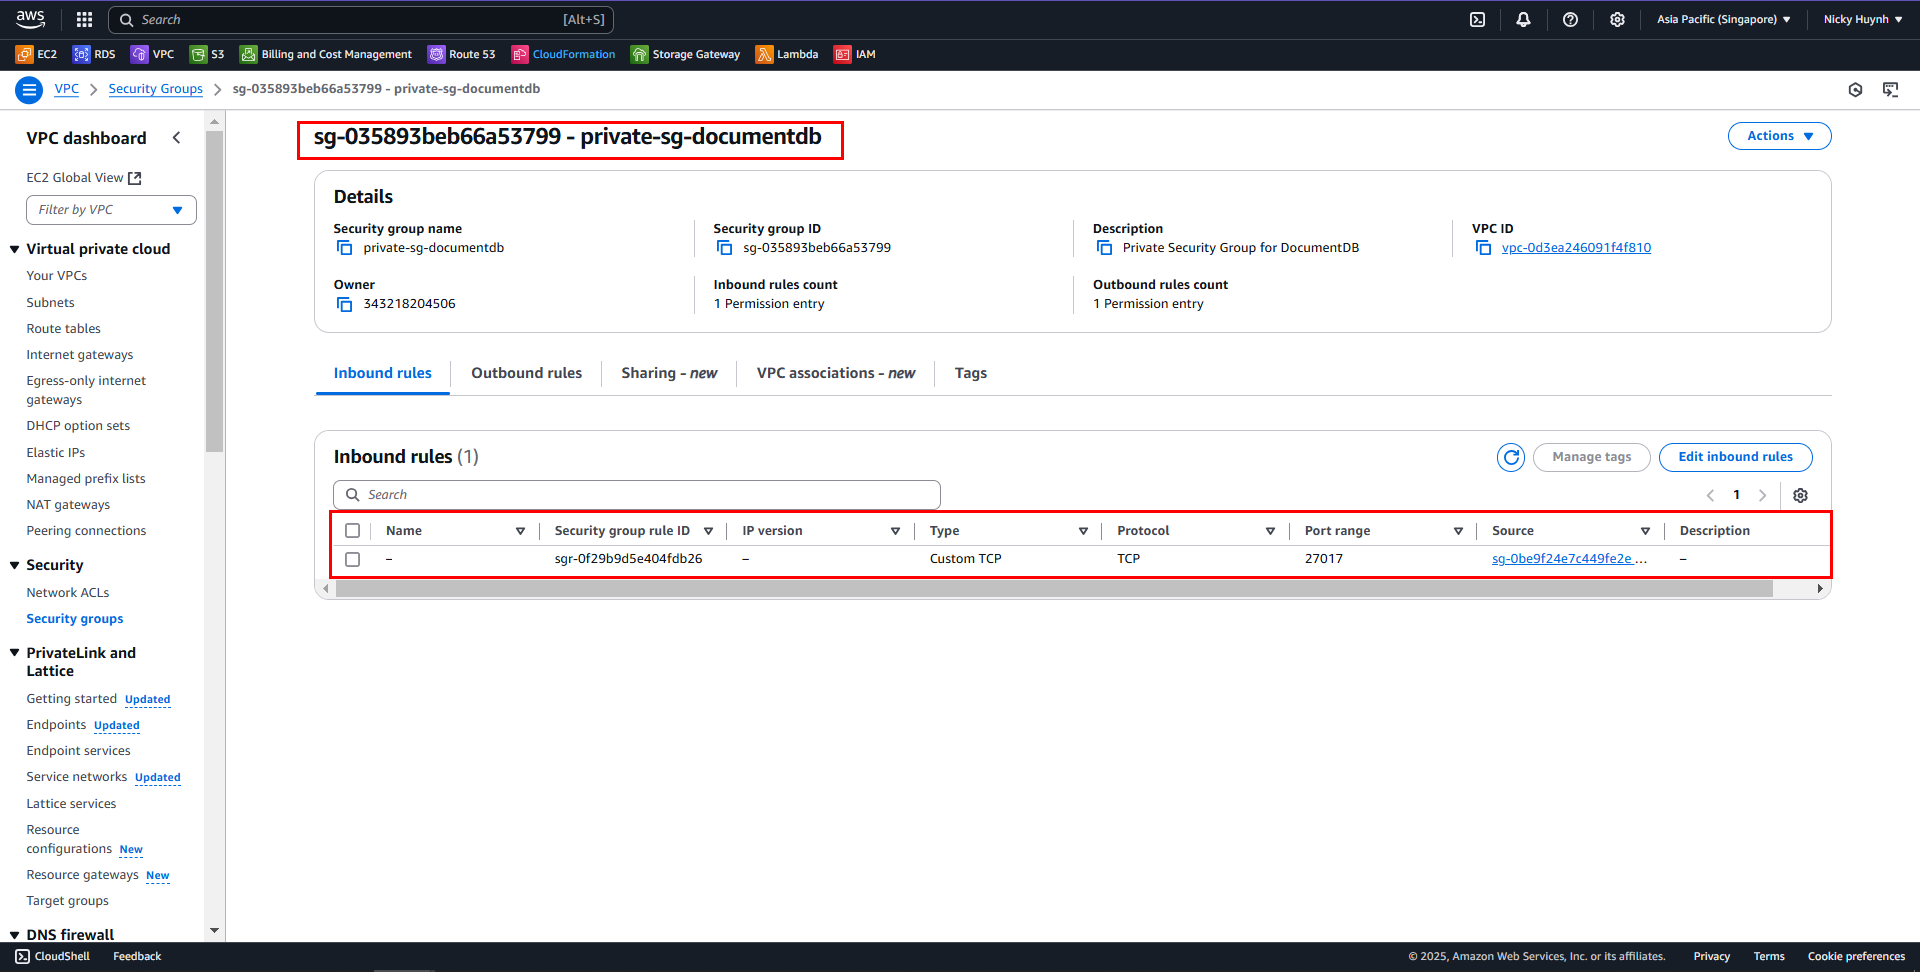 aws
Search [Alt+S]
Asia Pacific (Singapore)
Nicky Huynh
EC2 RDS VPC S3 Billing and Cost Management Route 53 CloudFormation Storage Gateway Lambda IAM
VPC Security Groups sg-035893beb66a53799 - private-sg-documentdb
VPC dashboard
EC2 Global View
Filter by VPC
Virtual private cloud
Your VPCs
Subnets
Route tables
Internet gateways
Egress-only internet
gateways
DHCP option sets
Elastic IPs
Managed prefix lists
NAT gateways
Peering connections
Security
Network ACLs
Security groups
PrivateLink and
Lattice
Getting started Updated
Endpoints Updated
Endpoint services
Service networks Updated
Lattice services
Resource
configurations New
Resource gateways New
Target groups
DNS firewall
sg-035893beb66a53799 - private-sg-documentdb
Actions
Details
Security group name
private-sg-documentdb
Security group ID
sg-035893beb66a53799
Description
Private Security Group for DocumentDB
VPC ID
vpc-0d3ea246091f4f810
Owner
343218204506
Inbound rules count
1 Permission entry
Outbound rules count
1 Permission entry
Inbound rules Outbound rules Sharing - new VPC associations - new Tags
Inbound rules (1)
Manage tags
Edit inbound rules
Search
1
Name Security group rule ID IP version Type Protocol Port range Source Description
– sgr-0f29b9d5e404fdb26 – Custom TCP TCP 27017 sg-0be9f24e7c449fe2e ... –
CloudShell Feedback
© 2025, Amazon Web Services, Inc. or its affiliates. Privacy Terms Cookie preferences